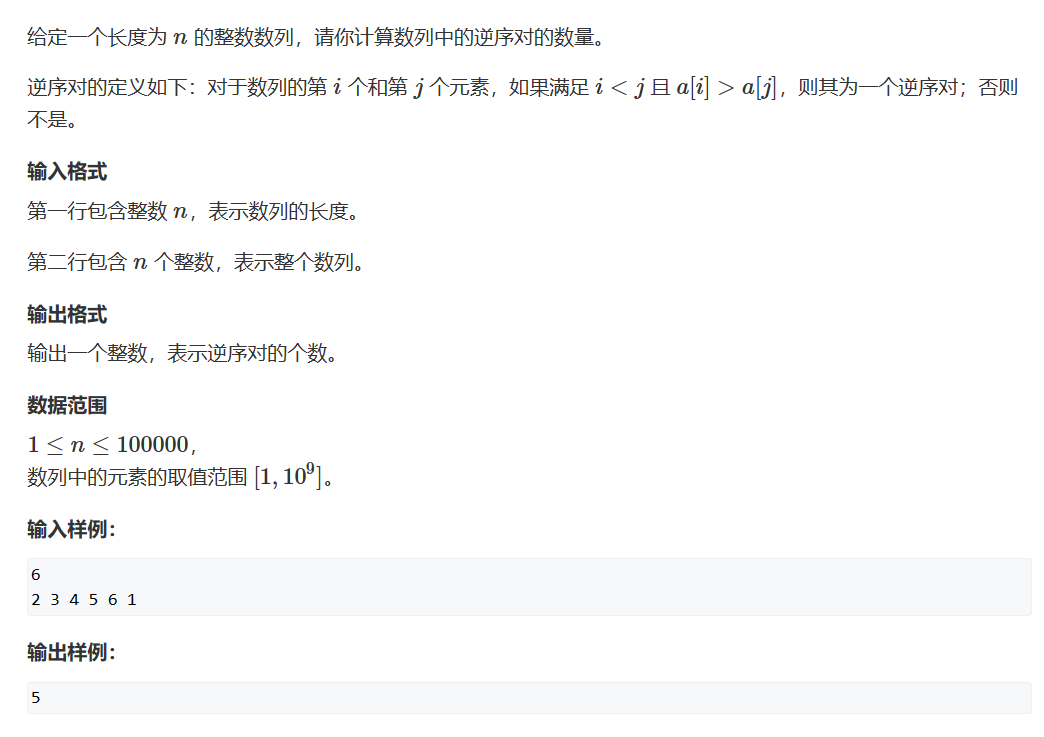 给定一个长度为 n 的整数数列，请你计算数列中的逆序对的数量。
逆序对的定义如下：对于数列的第 i 个和第 j 个元素，如果满足 i < j 且 a[i] > a[j]，则其为一个逆序对；否则
不是。
输入格式
第一行包含整数 n，表示数列的长度。
第二行包含 n 个整数，表示整个数列。
输出格式
输出一个整数，表示逆序对的个数。
数据范围
1 ≤ n ≤ 100000，
数列中的元素的取值范围 [1, 10⁹]。
输入样例：
6
2 3 4 5 6 1
输出样例：
5